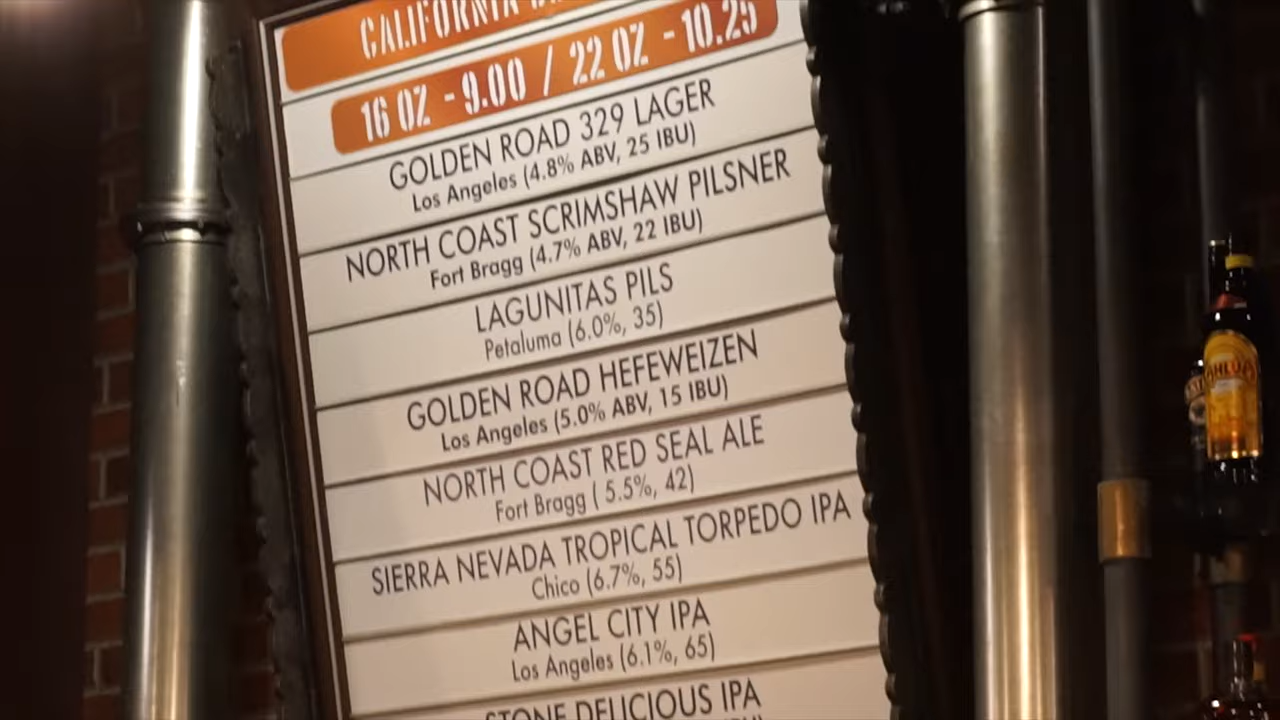 CALIFORNIA
16 OZ - 9.00 / 22 OZ - 10.25
GOLDEN ROAD 329 LAGER
Los Angeles (4.8% ABV, 25 IBU)
NORTH COAST SCRIMSHAW PILSNER
Fort Bragg (4.7% ABV, 22 IBU)
LAGUNITAS PILS
Petaluma (6.0%, 35)
GOLDEN ROAD HEFEWEIZEN
Los Angeles (5.0% ABV, 15 IBU)
NORTH COAST RED SEAL ALE
Fort Bragg ( 5.5%, 42)
SIERRA NEVADA TROPICAL TORPEDO IPA
Chico (6.7%, 55)
ANGEL CITY IPA
Los Angeles (6.1%, 65)
STONE DELICIOUS IPA